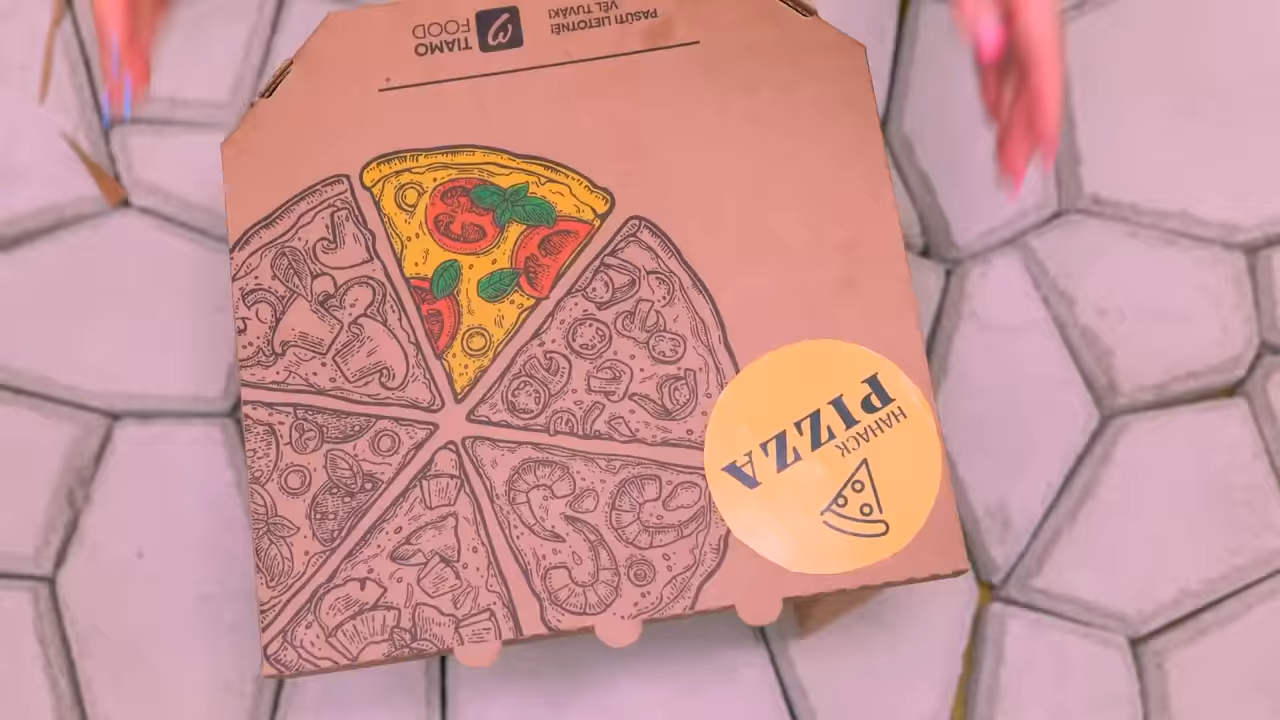 PASŪTI LIETOTNĒ!
VĒL TUVĀK!
TIAMO
FOOD
HAHACK
PIZZA